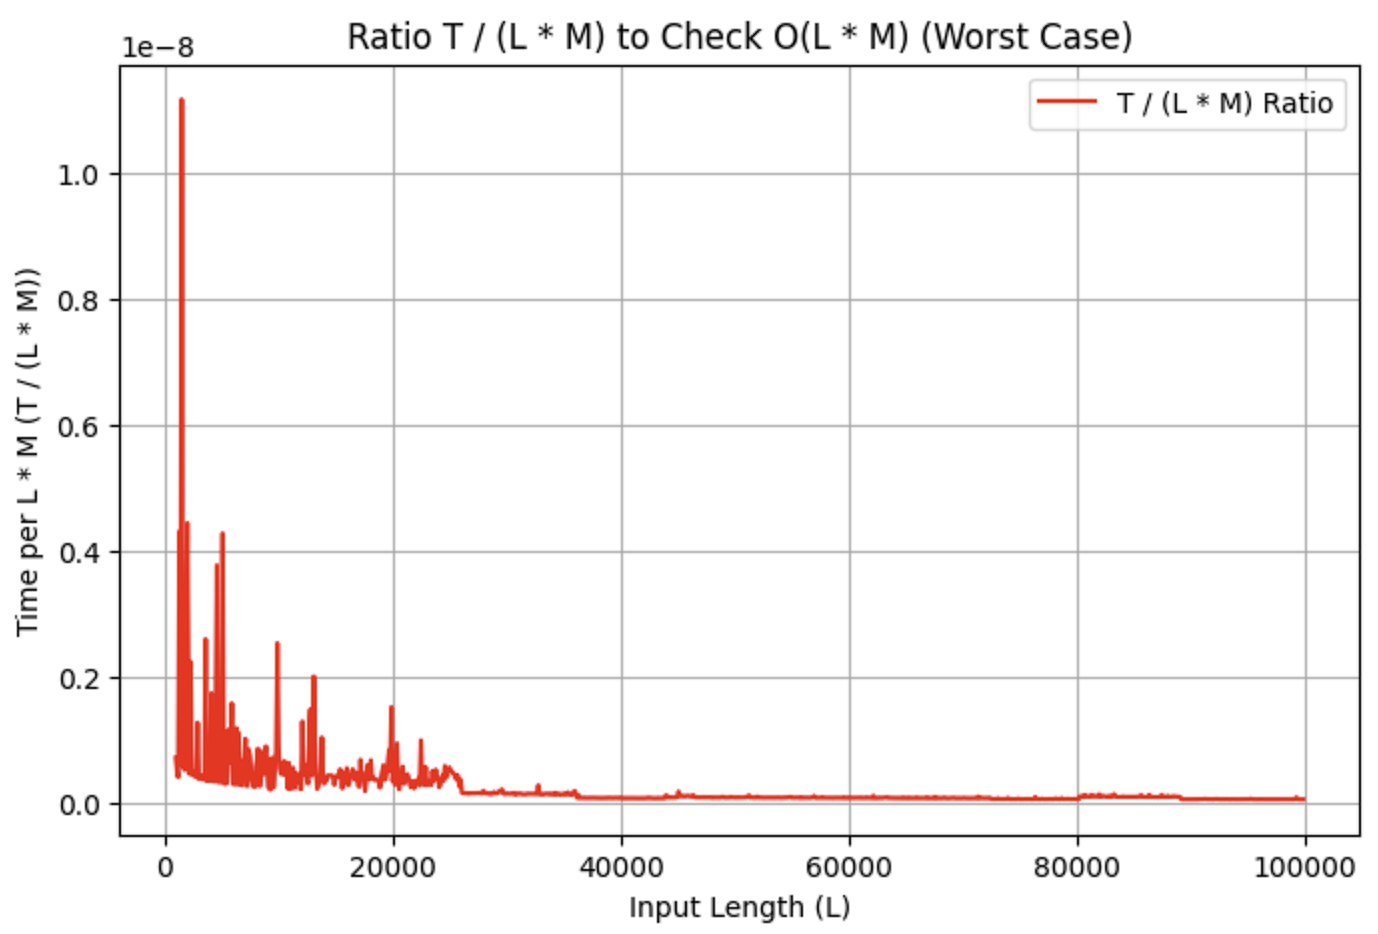 Ratio T / (L * M) to Check O(L * M) (Worst Case)
1e−8
T / (L * M) Ratio
Time per L * M (T / (L * M))
1.0
0.8
0.6
0.4
0.2
0.0
0 20000 40000 60000 80000 100000
Input Length (L)